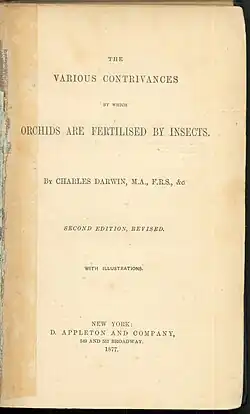 THE
VARIOUS CONTRIVANCES
BY WHICH
ORCHIDS ARE FERTILISED BY INSECTS.
BY CHARLES DARWIN, M.A., F.R.S., &c
SECOND EDITION, REVISED.
WITH ILLUSTRATIONS.
NEW YORK:
D. APPLETON AND COMPANY,
549 AND 551 BROADWAY.
1877.